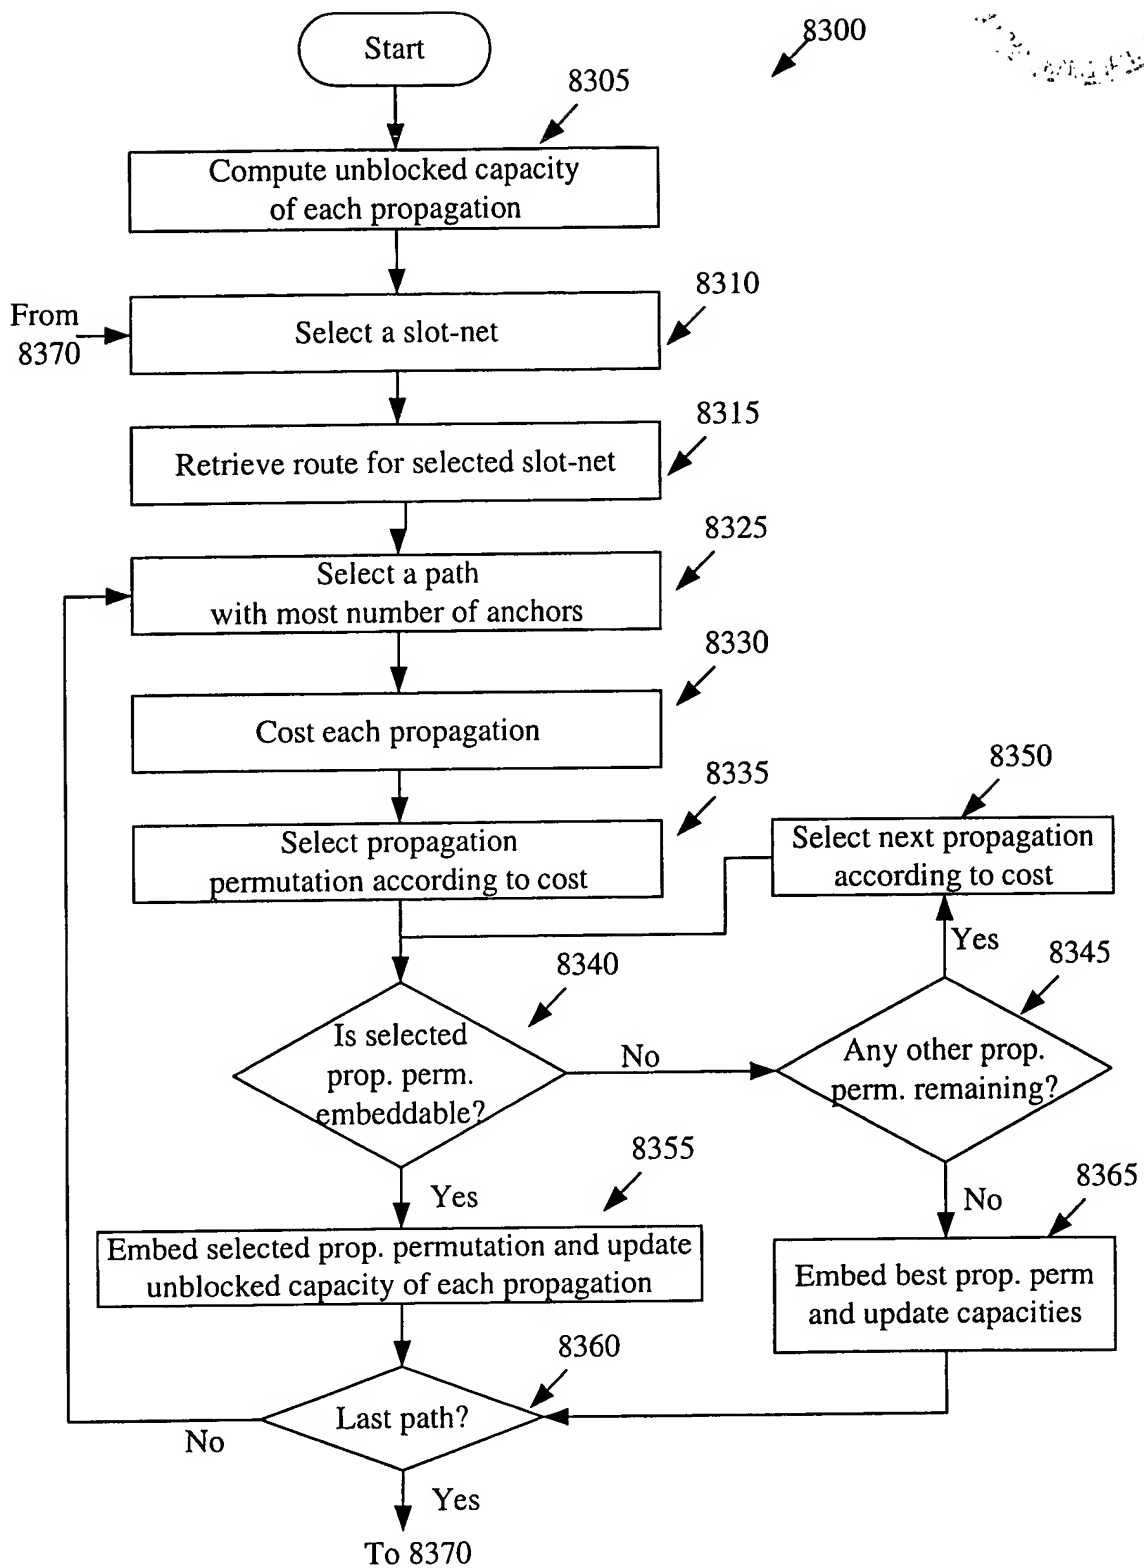 Start
8300
8305
Compute unblocked capacity
of each propagation
8310
From
8370
Select a slot-net
8315
Retrieve route for selected slot-net
8325
Select a path
with most number of anchors
8330
Cost each propagation
8335
8350
Select propagation
permutation according to cost
Select next propagation
according to cost
Yes
8340
8345
Is selected
prop. perm.
embeddable?
No
Any other prop.
perm. remaining?
8355
Yes
No
8365
Embed selected prop. permutation and update
unblocked capacity of each propagation
Embed best prop. perm
and update capacities
8360
Last path?
No
Yes
To 8370